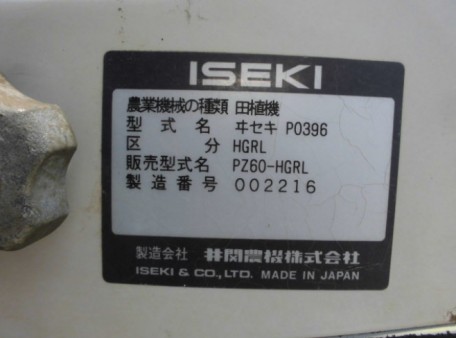 ISEKI
農業機械の種類 田植機
型式名 ヰセキ P0396
区分 HGRL
販売型式名 PZ60-HGRL
製造番号 002216
製造会社 井関農機株式会社
ISEKI & CO., LTD. MADE IN JAPAN